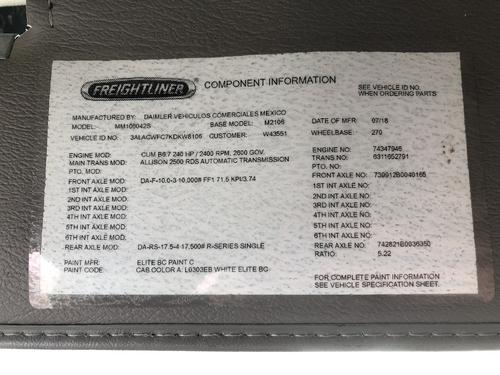 FREIGHTLINER
COMPONENT INFORMATION
SEE VEHICLE ID NO.
WHEN ORDERING PARTS
MANUFACTURED BY: DAIMLER VEHICULOS COMERCIALES MEXICO DATE OF MFR: 07/18
MODEL: MM106042S BASE MODEL: M2106 WHEELBASE: 270
VEHICLE ID NO: 3ALACWFC7KDKW8106 CUSTOMER: W43551
ENGINE MOD: CUM B6.7 240 HP / 2400 RPM, 2600 GOV. ENGINE NO: 74347946
MAIN TRANS MOD: ALLISON 2500 RDS AUTOMATIC TRANSMISSION TRANS NO: 6311652791
PTO. MOD: PTO. NO:
FRONT AXLE MOD: DA-F-10.0-3 10,000# FF1 71.5 KPI/3.74 FRONT AXLE NO: 739912B0040165
1ST INT AXLE MOD: 1ST INT AXLE NO:
2ND INT AXLE MOD: 2ND INT AXLE NO:
3RD INT AXLE MOD: 3RD INT AXLE NO:
4TH INT AXLE MOD: 4TH INT AXLE NO:
5TH INT AXLE MOD: 5TH INT AXLE NO:
6TH INT AXLE MOD: 6TH INT AXLE NO:
REAR AXLE MOD: DA-RS-17.5-4 17,500# R-SERIES SINGLE REAR AXLE NO: 742821B0036350
RATIO: 5.22
PAINT MFR: ELITE BC PAINT C
PAINT CODE: CAB COLOR A: L0303EB WHITE ELITE BC
FOR COMPLETE PAINT INFORMATION
SEE VEHICLE SPECIFICATION SHEET.